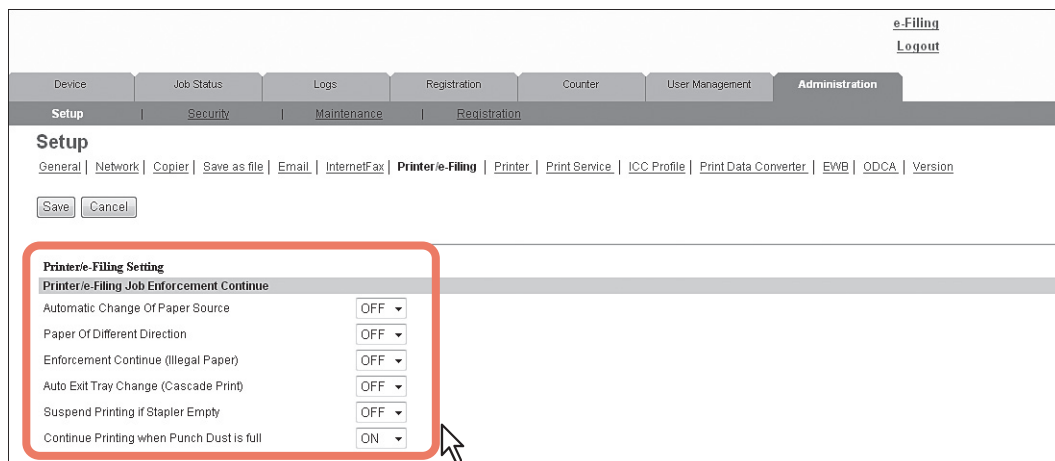 e-Filing
Logout
Device Job Status Logs Registration Counter User Management Administration
Setup | Security | Maintenance | Registration
Setup
General | Network | Copier | Save as file | Email | InternetFax | Printer/e-Filing | Printer | Print Service | ICC Profile | Print Data Converter | EWB | ODCA | Version
Save Cancel
Printer/e-Filing Setting
Printer/e-Filing Job Enforcement Continue
Automatic Change Of Paper Source OFF
Paper Of Different Direction OFF
Enforcement Continue (Illegal Paper) OFF
Auto Exit Tray Change (Cascade Print) OFF
Suspend Printing if Stapler Empty OFF
Continue Printing when Punch Dust is full ON